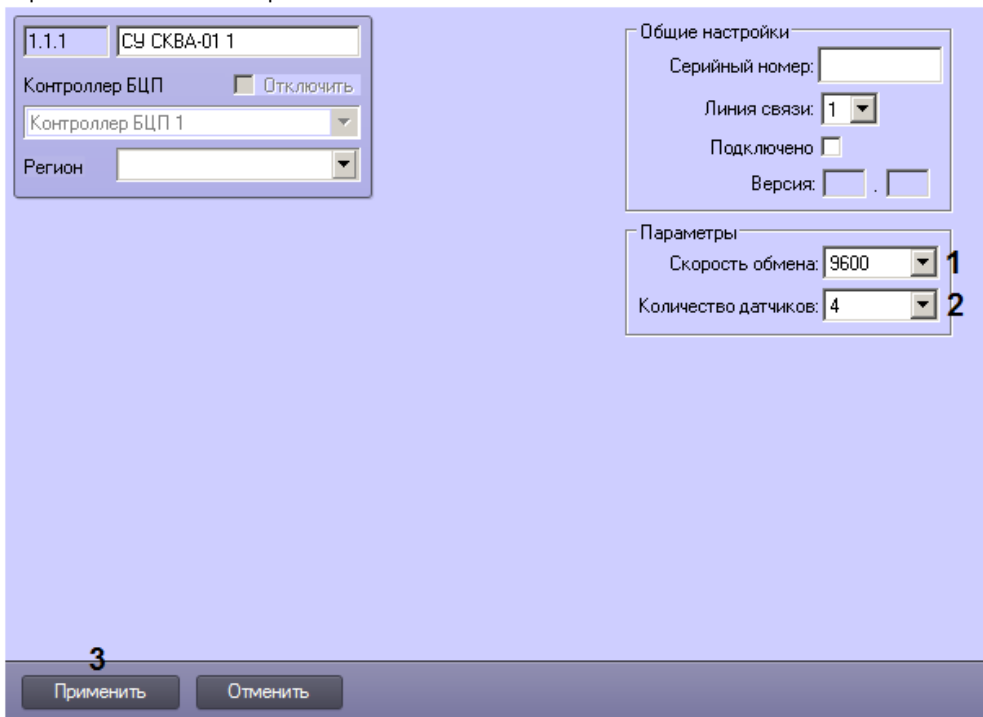 1.1.1 СУ СКВА-01 1
Контроллер БЦП Отключить
Контроллер БЦП 1
Регион
Общие настройки
Серийный номер:
Линия связи: 1
Подключено
Версия: .
Параметры
Скорость обмена: 9600 1
Количество датчиков: 4 2
3
Применить Отменить